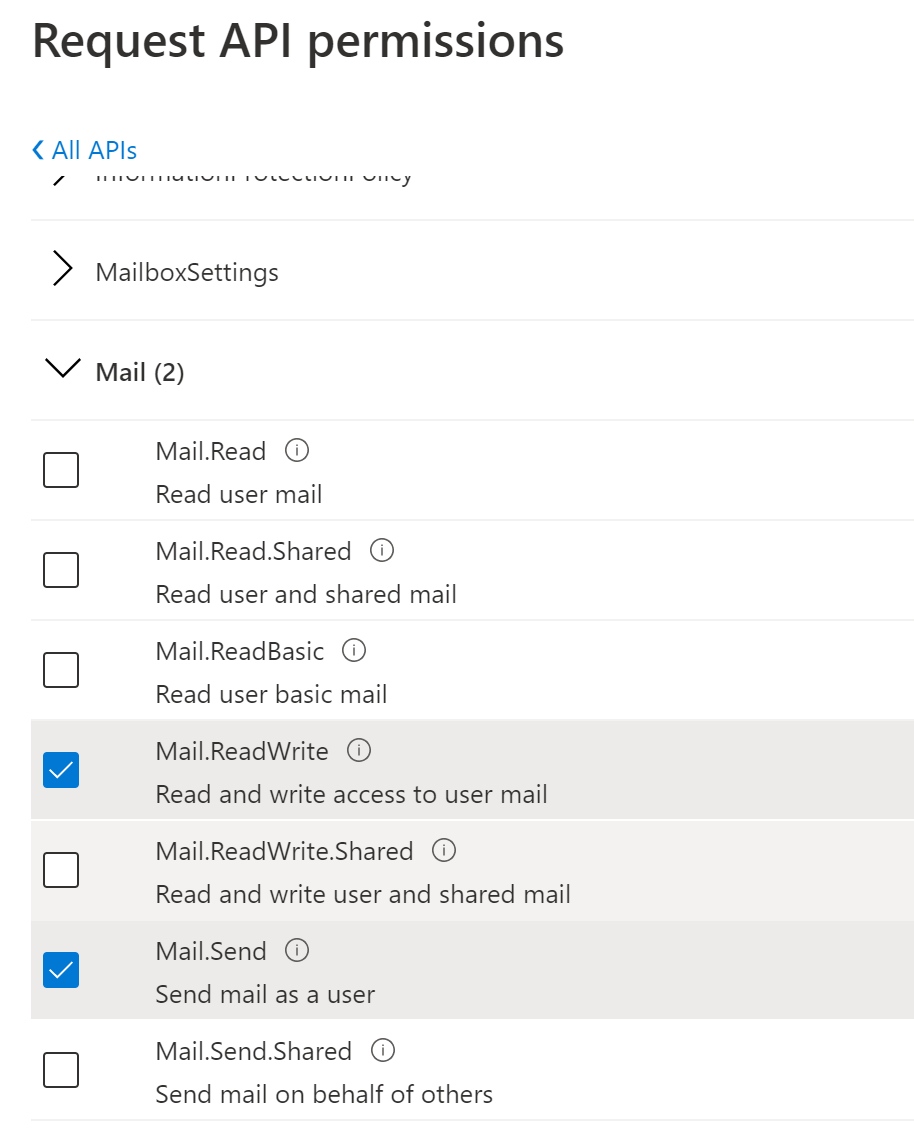 Request API permissions
All APIs
InformationProtectionPolicy
MailboxSettings
Mail (2)
Mail.Read
Read user mail
Mail.Read.Shared
Read user and shared mail
Mail.ReadBasic
Read user basic mail
Mail.ReadWrite
Read and write access to user mail
Mail.ReadWrite.Shared
Read and write user and shared mail
Mail.Send
Send mail as a user
Mail.Send.Shared
Send mail on behalf of others